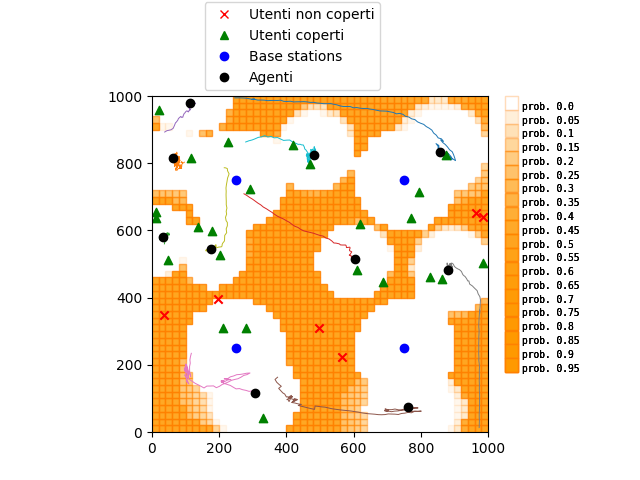 Utenti non coperti
Utenti coperti
Base stations
Agenti
1000
800
600
400
200
0
0
200
400
600
800
1000
prob. 0.0
prob. 0.05
prob. 0.1
prob. 0.15
prob. 0.2
prob. 0.25
prob. 0.3
prob. 0.35
prob. 0.4
prob. 0.45
prob. 0.5
prob. 0.55
prob. 0.6
prob. 0.65
prob. 0.7
prob. 0.75
prob. 0.8
prob. 0.85
prob. 0.9
prob. 0.95